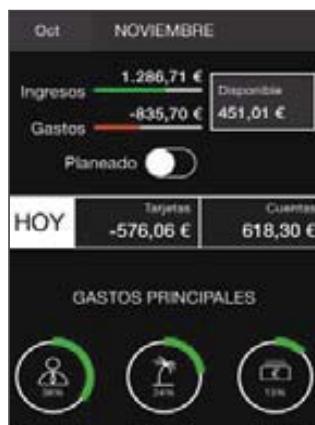 Oct NOVIEMBRE
1.286,71 €
Ingresos
Disponible
-835,70 €
451,01 €
Gastos
Planeado
HOY
Tarjetas
Cuentas
-576,06 €
618,30 €
GASTOS PRINCIPALES
36% 24% 13%